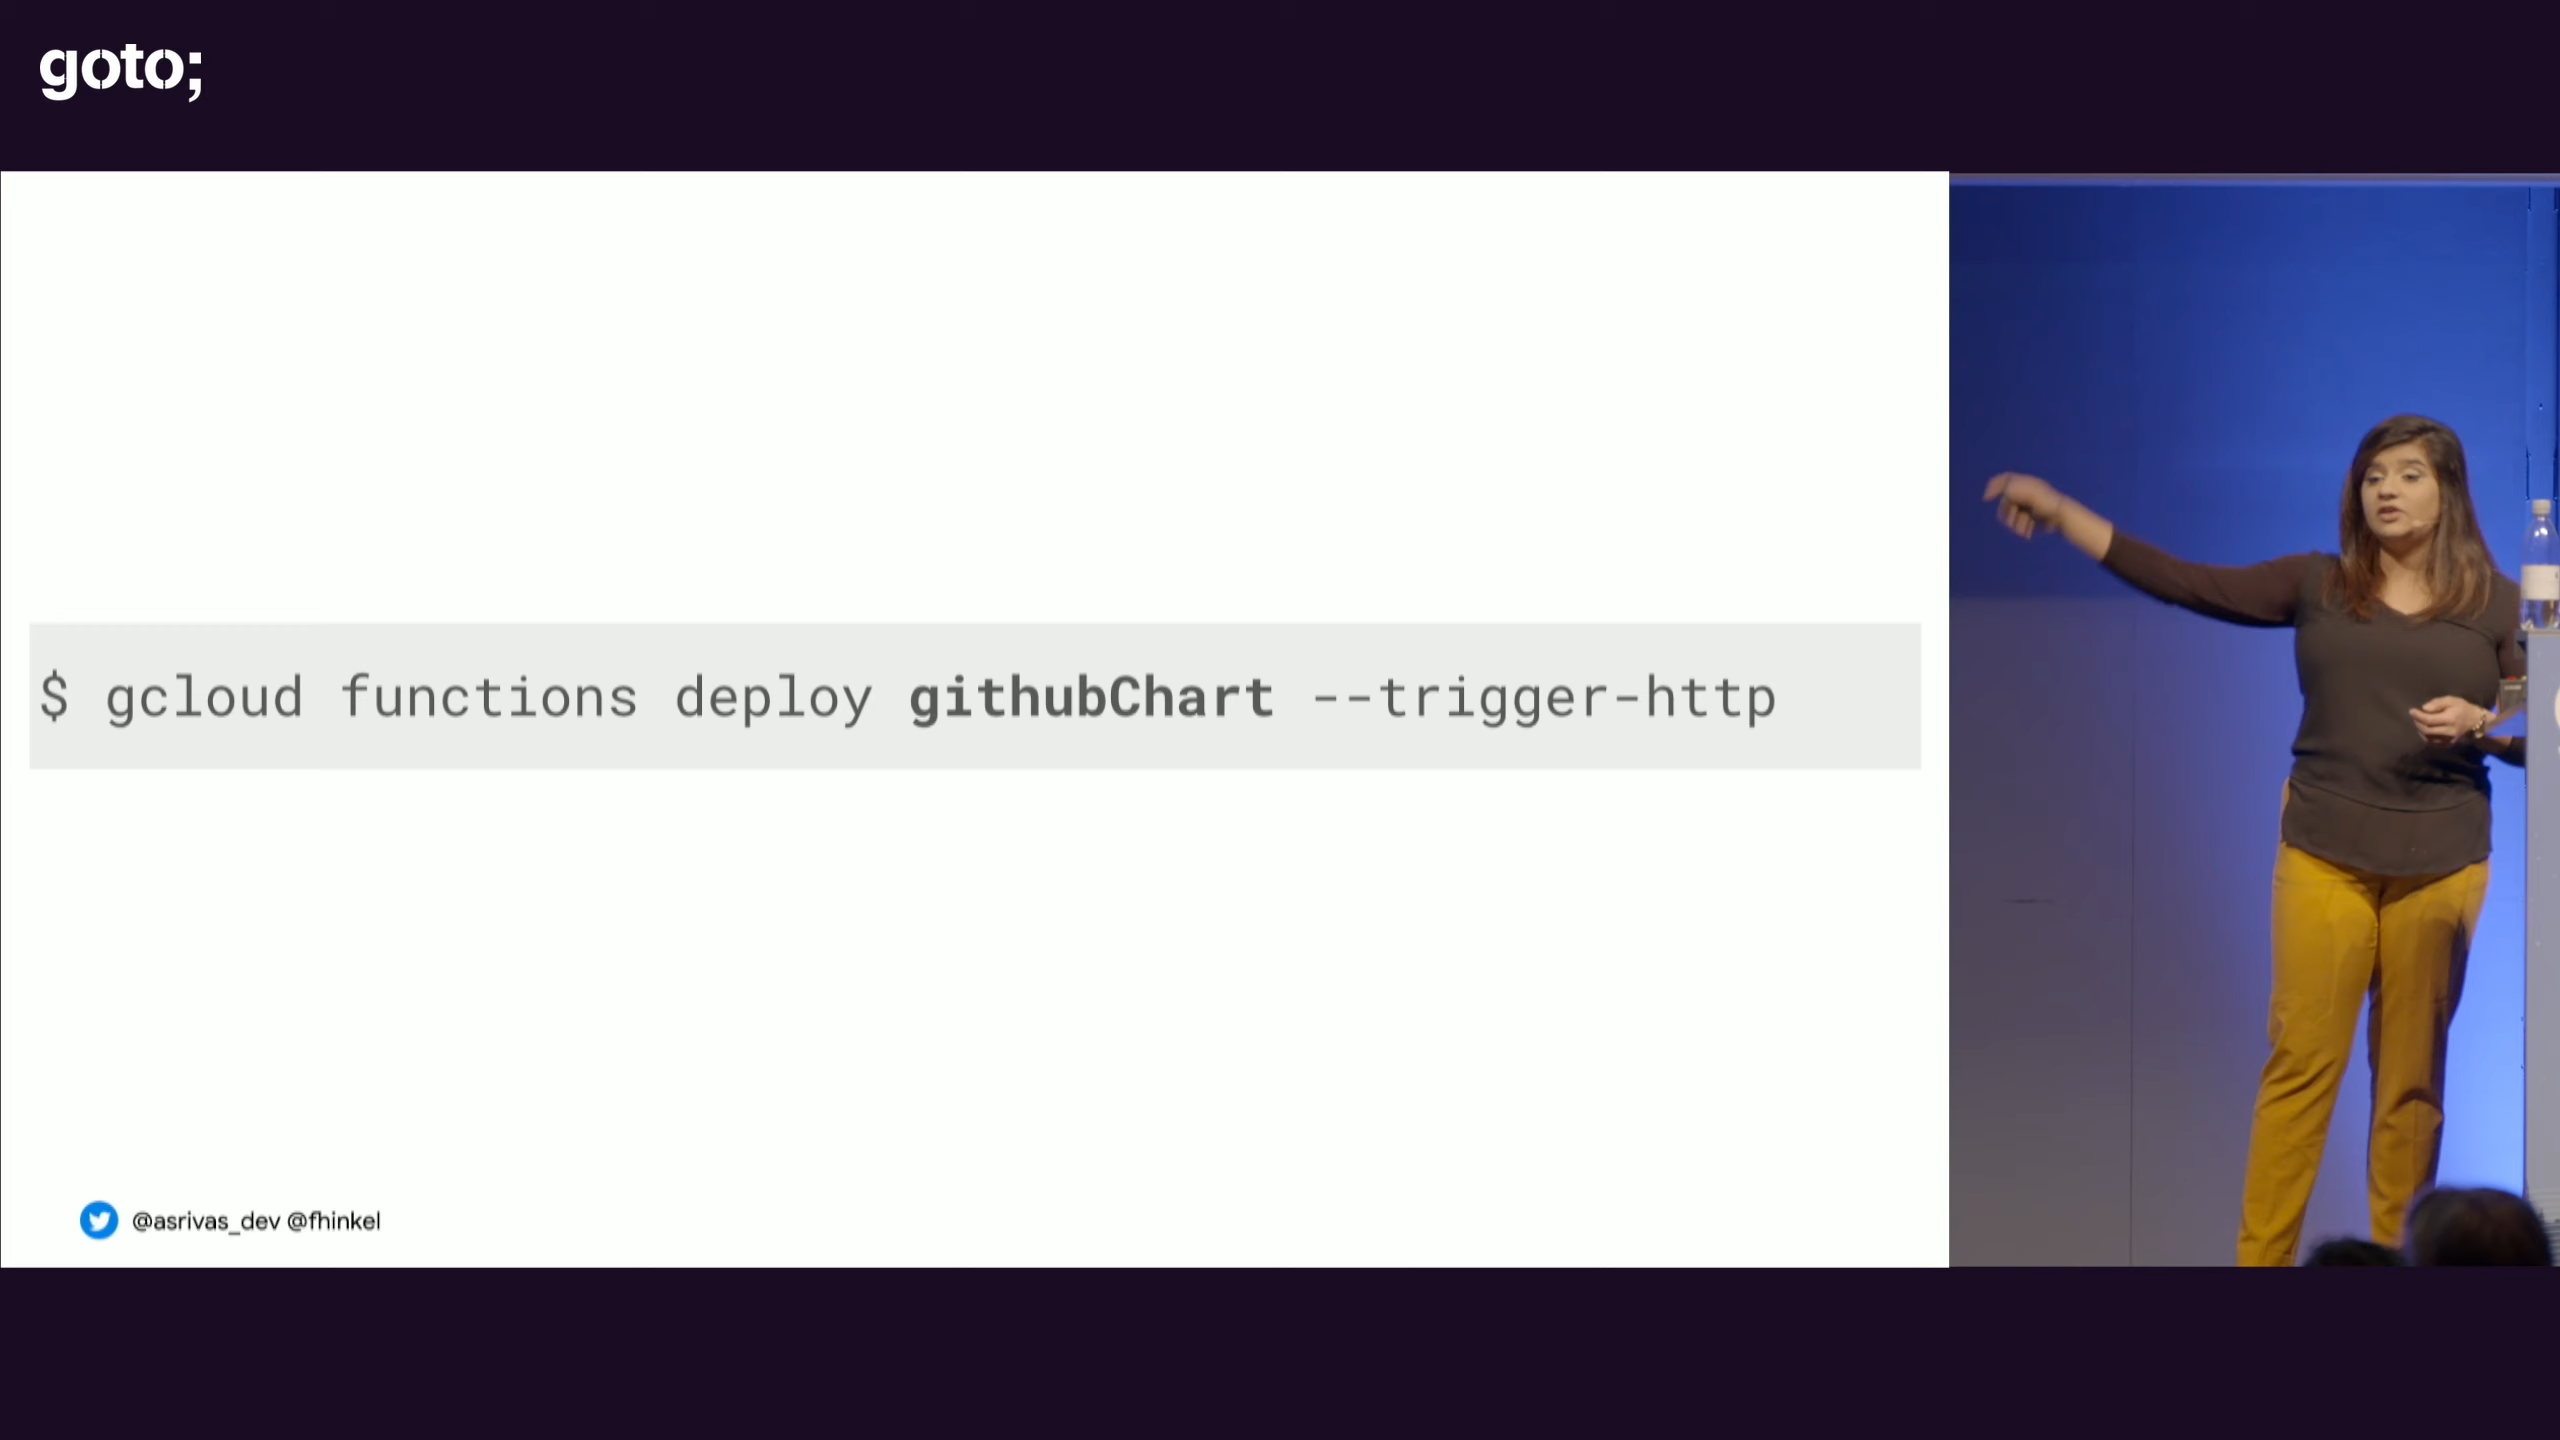 goto;
$ gcloud functions deploy githubChart --trigger-http
@asrivas_dev @fhinkel